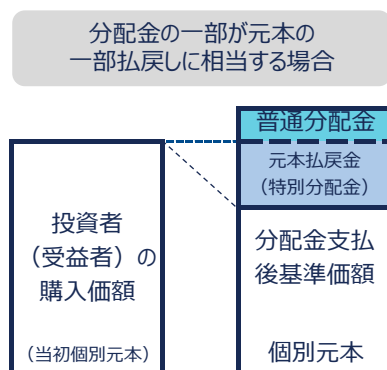 分配金の一部が元本の
一部払戻しに相当する場合
普通分配金
元本払戻金
（特別分配金）
投資者
（受益者）の
購入価額
（当初個別元本）
分配金支払
後基準価額
個別元本